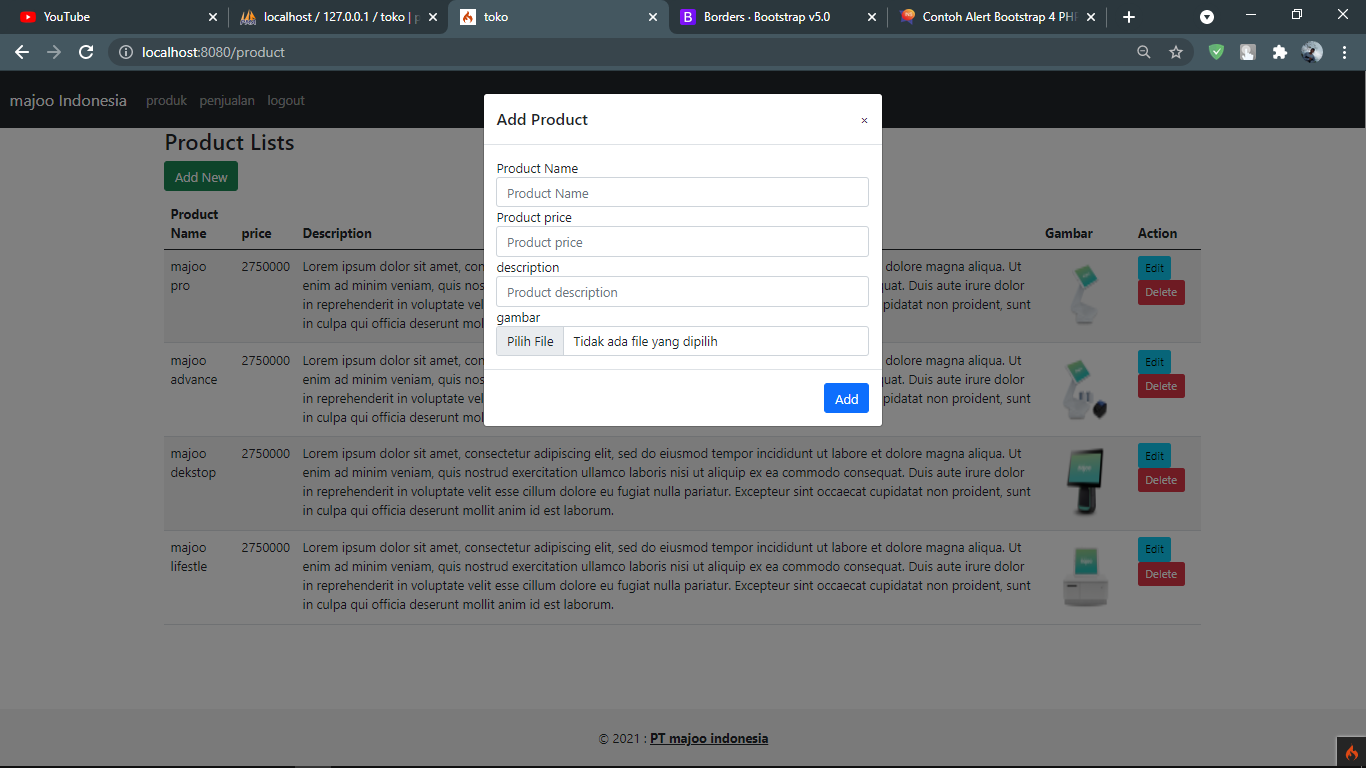 YouTube
localhost / 127.0.0.1 / toko | p
toko
Borders · Bootstrap v5.0
Contoh Alert Bootstrap 4 PHP
localhost:8080/product
majoo Indonesia
produk
penjualan
logout
Product Lists
Add New
Product
Name
price
Description
Gambar
Action
Add Product
×
Product Name
Product Name
Product price
Product price
description
Product description
gambar
Pilih File
Tidak ada file yang dipilih
Add
majoo
pro
2750000
Lorem ipsum dolor sit amet, con
dolore magna aliqua. Ut
enim ad minim veniam, quis nos
quat. Duis aute irure dolor
in reprehenderit in voluptate velit
pidatat non proident, sunt
in culpa qui officia deserunt mol
Edit
Delete
majoo
advance
2750000
Lorem ipsum dolor sit amet, con
dolore magna aliqua. Ut
enim ad minim veniam, quis nos
quat. Duis aute irure dolor
in reprehenderit in voluptate velit
pidatat non proident, sunt
in culpa qui officia deserunt mol
Edit
Delete
majoo
dekstop
2750000
Lorem ipsum dolor sit amet, consectetur adipiscing elit, sed do eiusmod tempor incididunt ut labore et dolore magna aliqua. Ut
enim ad minim veniam, quis nostrud exercitation ullamco laboris nisi ut aliquip ex ea commodo consequat. Duis aute irure dolor
in reprehenderit in voluptate velit esse cillum dolore eu fugiat nulla pariatur. Excepteur sint occaecat cupidatat non proident, sunt
in culpa qui officia deserunt mollit anim id est laborum.
Edit
Delete
majoo
lifestle
2750000
Lorem ipsum dolor sit amet, consectetur adipiscing elit, sed do eiusmod tempor incididunt ut labore et dolore magna aliqua. Ut
enim ad minim veniam, quis nostrud exercitation ullamco laboris nisi ut aliquip ex ea commodo consequat. Duis aute irure dolor
in reprehenderit in voluptate velit esse cillum dolore eu fugiat nulla pariatur. Excepteur sint occaecat cupidatat non proident, sunt
in culpa qui officia deserunt mollit anim id est laborum.
Edit
Delete
© 2021 : PT majoo indonesia